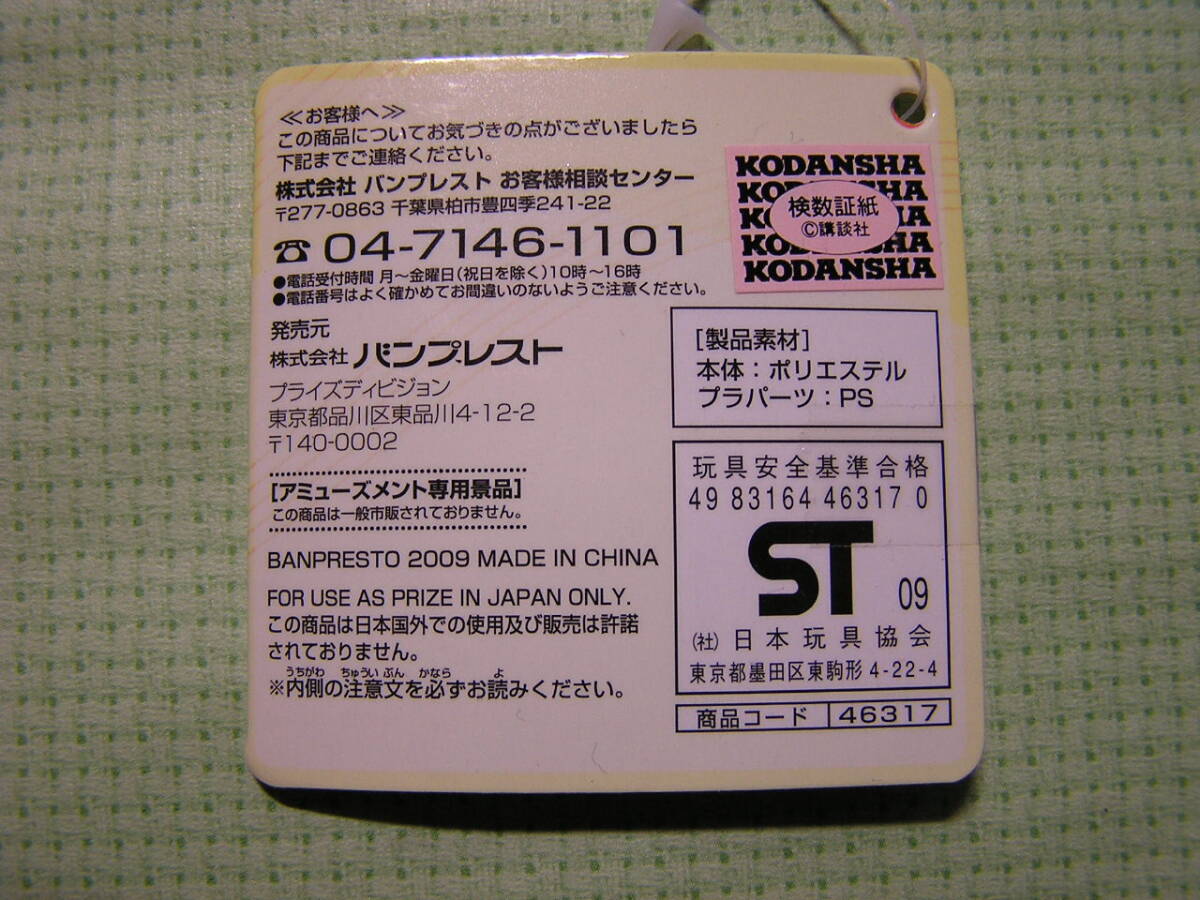 ≪お客様へ≫
この商品についてお気づきの点がございましたら
下記までご連絡ください。
株式会社 バンプレスト お客様相談センター
〒277-0863 千葉県柏市豊四季241-22
☎ 04-7146-1101
●電話受付時間 月〜金曜日(祝日を除く)10時〜16時
●電話番号はよく確かめてお間違いのないようご注意ください。
発売元
株式会社 バンプレスト
プライズディビジョン
東京都品川区東品川4-12-2
〒140-0002
[アミューズメント専用景品]
この商品は一般市販されておりません。
BANPRESTO 2009 MADE IN CHINA
FOR USE AS PRIZE IN JAPAN ONLY.
この商品は日本国外での使用及び販売は許諾
されておりません。
うちがわ ちゅうい ぶん かなら よ
※内側の注意文を必ずお読みください。
KODANSHA
KODANSHA
KODANSHA
KODANSHA
KODANSHA
検数証紙
©講談社
[製品素材]
本体：ポリエステル
プラパーツ：PS
玩具安全基準合格
49 83164 46317 0
ST 09
(社) 日本玩具協会
東京都墨田区東駒形 4-22-4
商品コード 46317